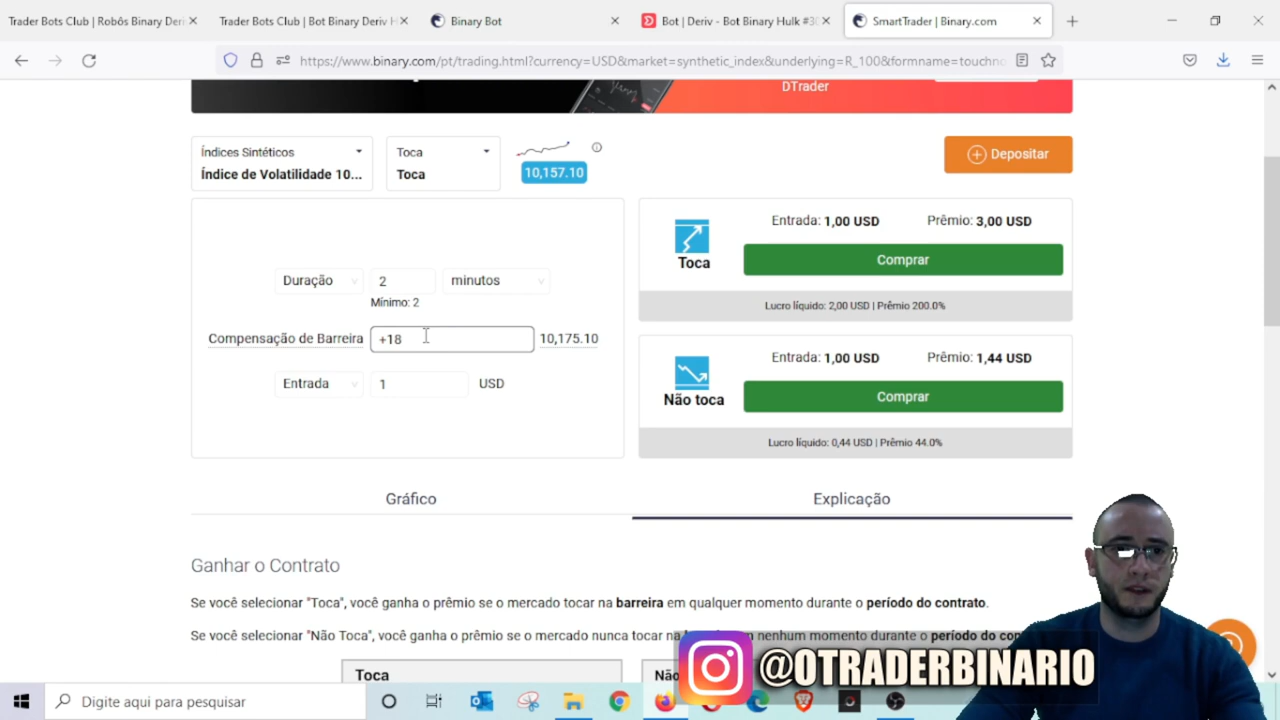 Trader Bots Club | Robôs Binary Deri
Trader Bots Club | Bot Binary Deriv H
Binary Bot
Bot | Deriv - Bot Binary Hulk #30
SmartTrader | Binary.com
https://www.binary.com/pt/trading.html?currency=USD&market=synthetic_index&underlying=R_100&formname=touchno
DTrader
Índices Sintéticos
Índice de Volatilidade 10...
Toca
Toca
10,157.10
Depositar
Duração 2 minutos
Mínimo: 2
Compensação de Barreira +18 10,175.10
Entrada 1 USD
Entrada: 1,00 USD Prêmio: 3,00 USD
Toca
Comprar
Lucro líquido: 2,00 USD | Prêmio 200.0%
Entrada: 1,00 USD Prêmio: 1,44 USD
Não toca
Comprar
Lucro líquido: 0,44 USD | Prêmio 44.0%
Gráfico
Explicação
Ganhar o Contrato
Se você selecionar "Toca", você ganha o prêmio se o mercado tocar na barreira em qualquer momento durante o período do contrato.
Se você selecionar "Não Toca", você ganha o prêmio se o mercado nunca tocar na em nenhum momento durante o período do con
Toca
Não
@OTRADERBINARIO
Digite aqui para pesquisar